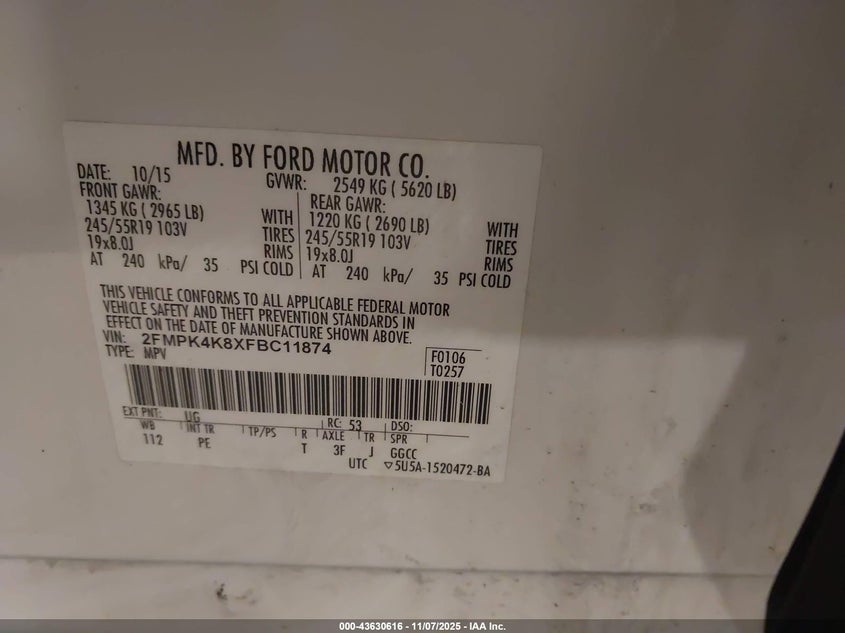 MFD. BY FORD MOTOR CO.
DATE: 10/15 GVWR: 2549 KG ( 5620 LB)
FRONT GAWR: REAR GAWR:
1345 KG ( 2965 LB) WITH 1220 KG ( 2690 LB) WITH
245/55R19 103V TIRES 245/55R19 103V TIRES
19x8.0J RIMS 19x8.0J RIMS
AT 240 kPa/ 35 PSI COLD AT 240 kPa/ 35 PSI COLD
THIS VEHICLE CONFORMS TO ALL APPLICABLE FEDERAL MOTOR
VEHICLE SAFETY AND THEFT PREVENTION STANDARDS IN
EFFECT ON THE DATE OF MANUFACTURE SHOWN ABOVE.
VIN: 2FMPK4K8XFBC11874
TYPE: MPV F0106
T0257
EXT PNT: UG RC: 53 DSO:
WB INT TR TP/PS R AXLE TR SPR
112 PE T 3F J GGCC
UTC ▽5U5A-1520472-BA
000-43630616 - 11/07/2025 - IAA Inc.